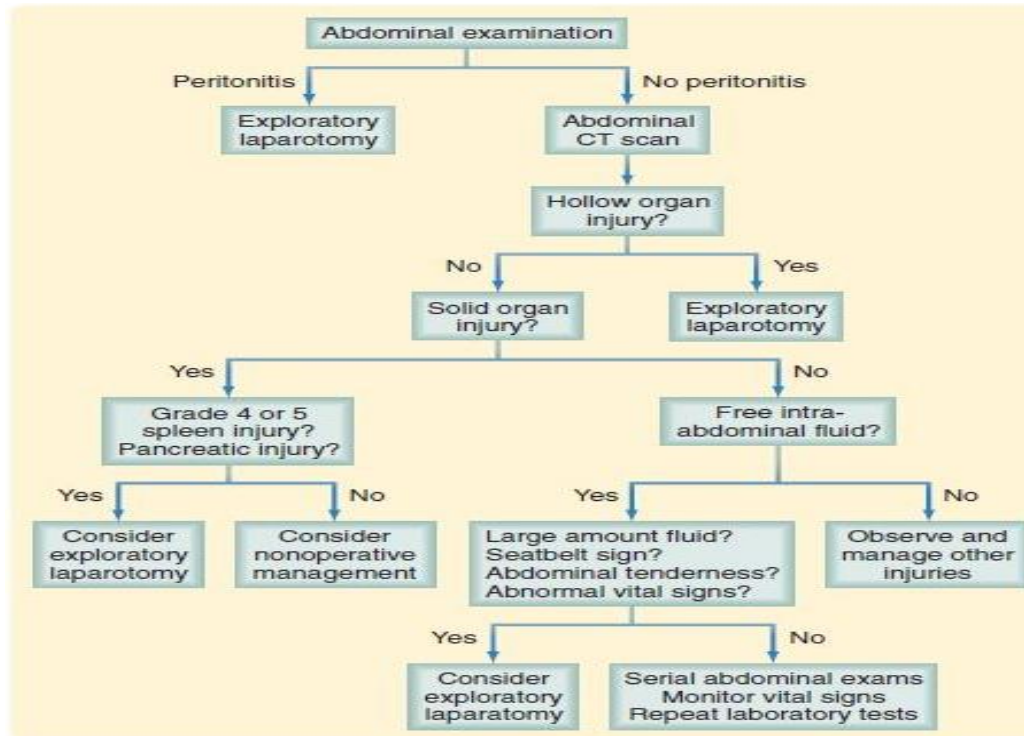 Abdominal examination
Peritonitis
No peritonitis
Exploratory
laparotomy
Abdominal
CT scan
Hollow organ
injury?
No
Yes
Solid organ
injury?
Exploratory
laparotomy
Yes
No
Grade 4 or 5
spleen injury?
Pancreatic injury?
Free intra-
abdominal fluid?
Yes
No
Yes
No
Consider
exploratory
laparotomy
Consider
nonoperative
management
Large amount fluid?
Seatbelt sign?
Abdominal tenderness?
Abnormal vital signs?
Observe and
manage other
injuries
Yes
No
Consider
exploratory
laparatomy
Serial abdominal exams
Monitor vital signs
Repeat laboratory tests